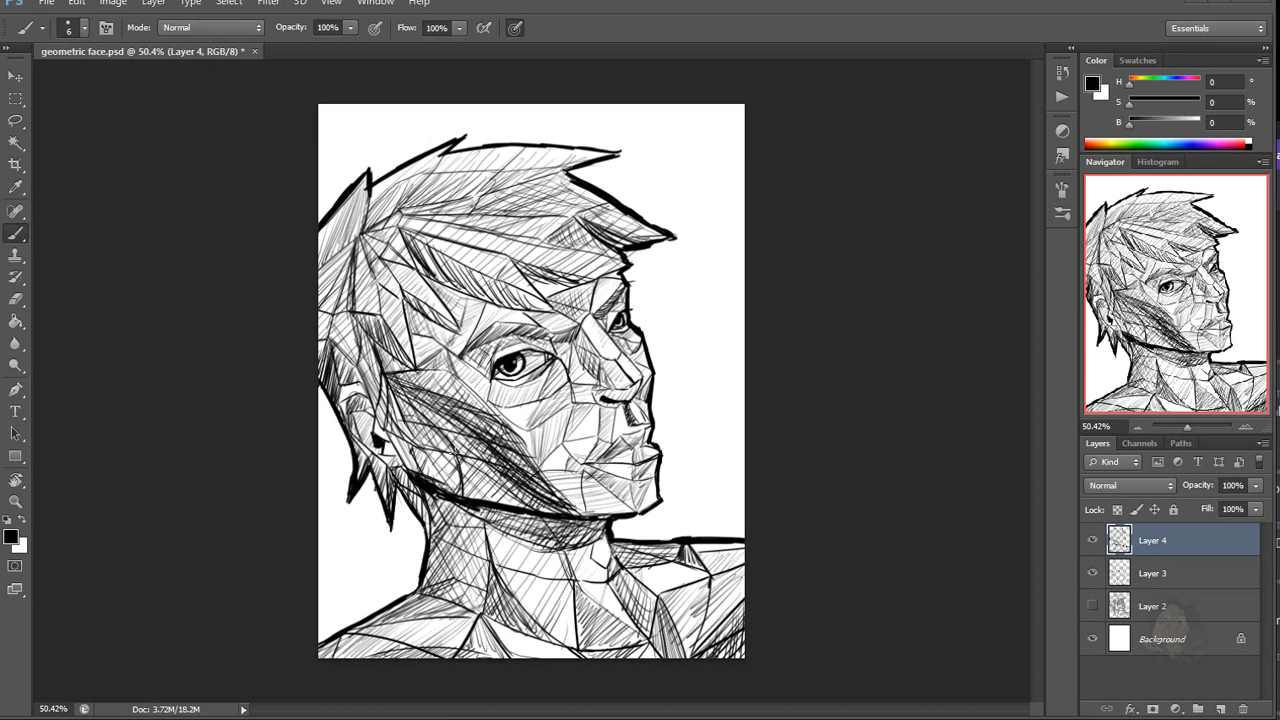 PS File Edit Image Layer Type Select Filter 3D View Window Help
6 Mode: Normal Opacity: 100% Flow: 100% Essentials
geometric face.psd @ 50.4% (Layer 4, RGB/8) * ×
Color Swatches
H 0 °
S 0 %
B 0 %
Navigator Histogram
50.42%
Layers Channels Paths
Kind
Normal Opacity: 100%
Lock: Fill: 100%
Layer 4
Layer 3
Layer 2
Background
50.42% Doc: 3.72M/18.2M